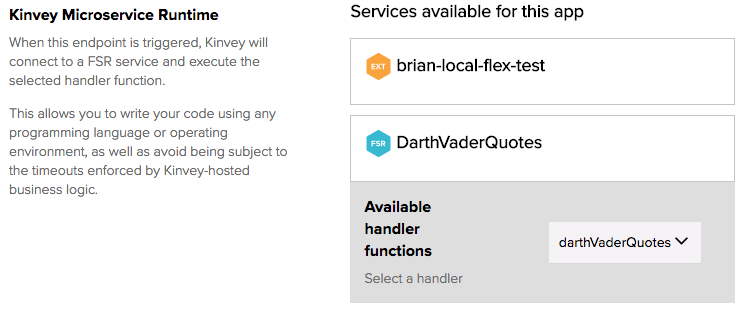 Kinvey Microservice Runtime
When this endpoint is triggered, Kinvey will
connect to a FSR service and execute the
selected handler function.
This allows you to write your code using any
programming language or operating
environment, as well as avoid being subject to
the timeouts enforced by Kinvey-hosted
business logic.
Services available for this app
EXT brian-local-flex-test
FSR DarthVaderQuotes
Available
handler
functions
Select a handler
darthVaderQuotes